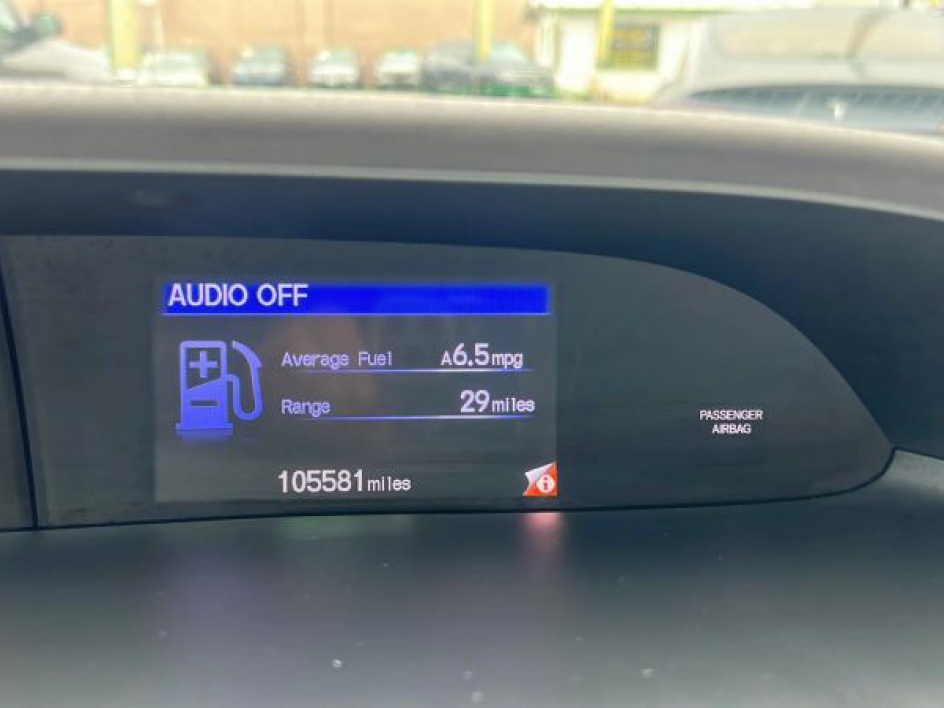 AUDIO OFF
Average Fuel A6.5mpg
Range 29miles
105581miles
i
PASSENGER
AIRBAG